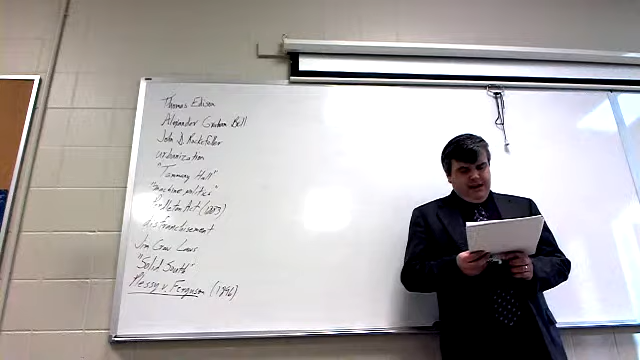 Thomas Edison
Alexander Graham Bell
John D. Rockefeller
urbanization
"Tammany Hall"
"machine politics"
Pendleton Act (1883)
disfranchisement
Jim Crow Laws
"Solid South"
Plessy v. Ferguson (1896)